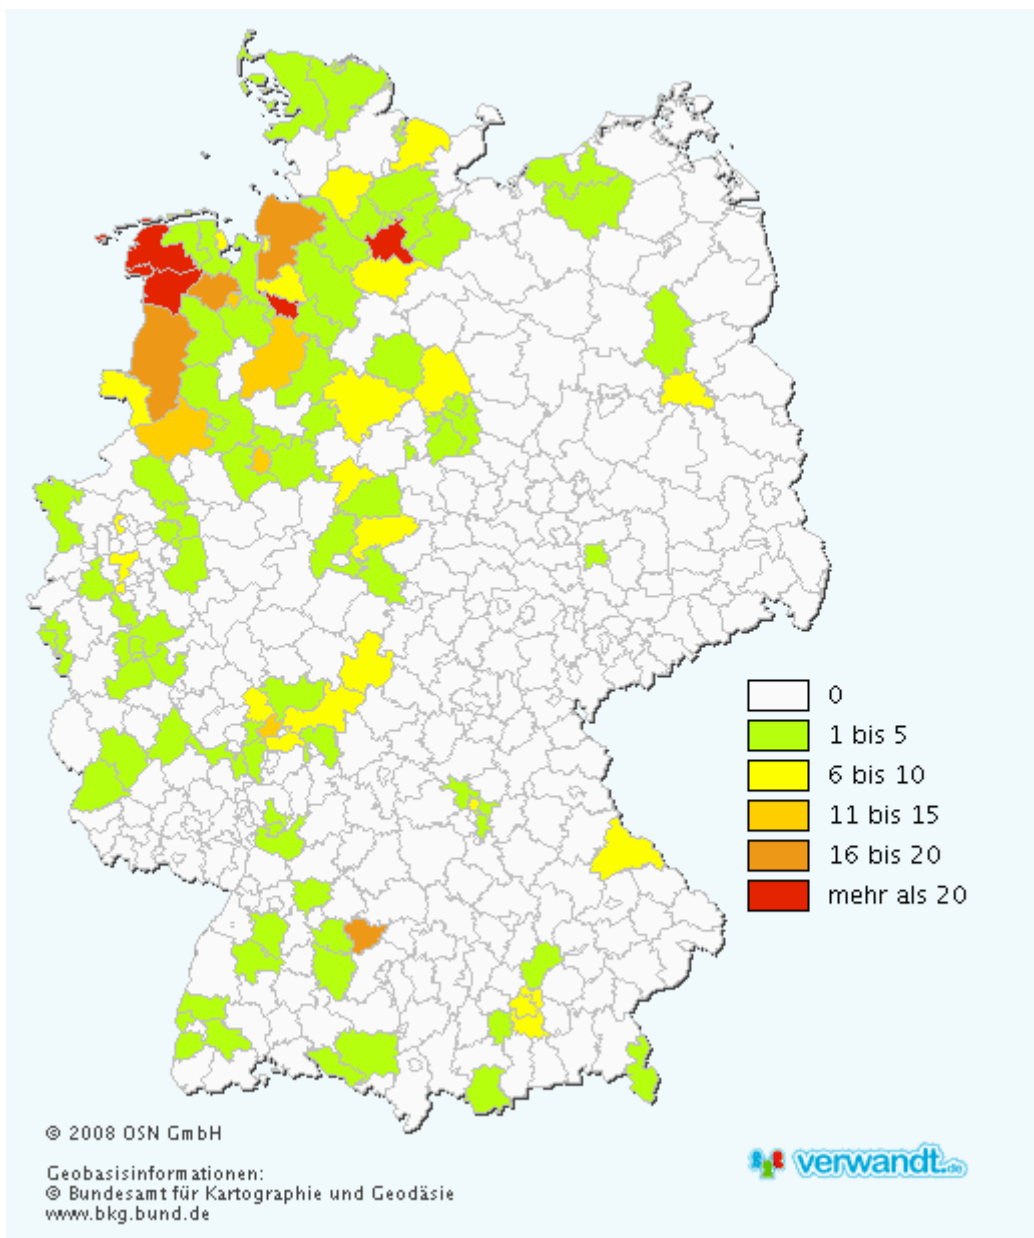 0
1 bis 5
6 bis 10
11 bis 15
16 bis 20
mehr als 20
© 2008 OSN GmbH
Geobasisinformationen:
© Bundesamt für Kartographie und Geodäsie
www.bkg.bund.de
verwandt.de